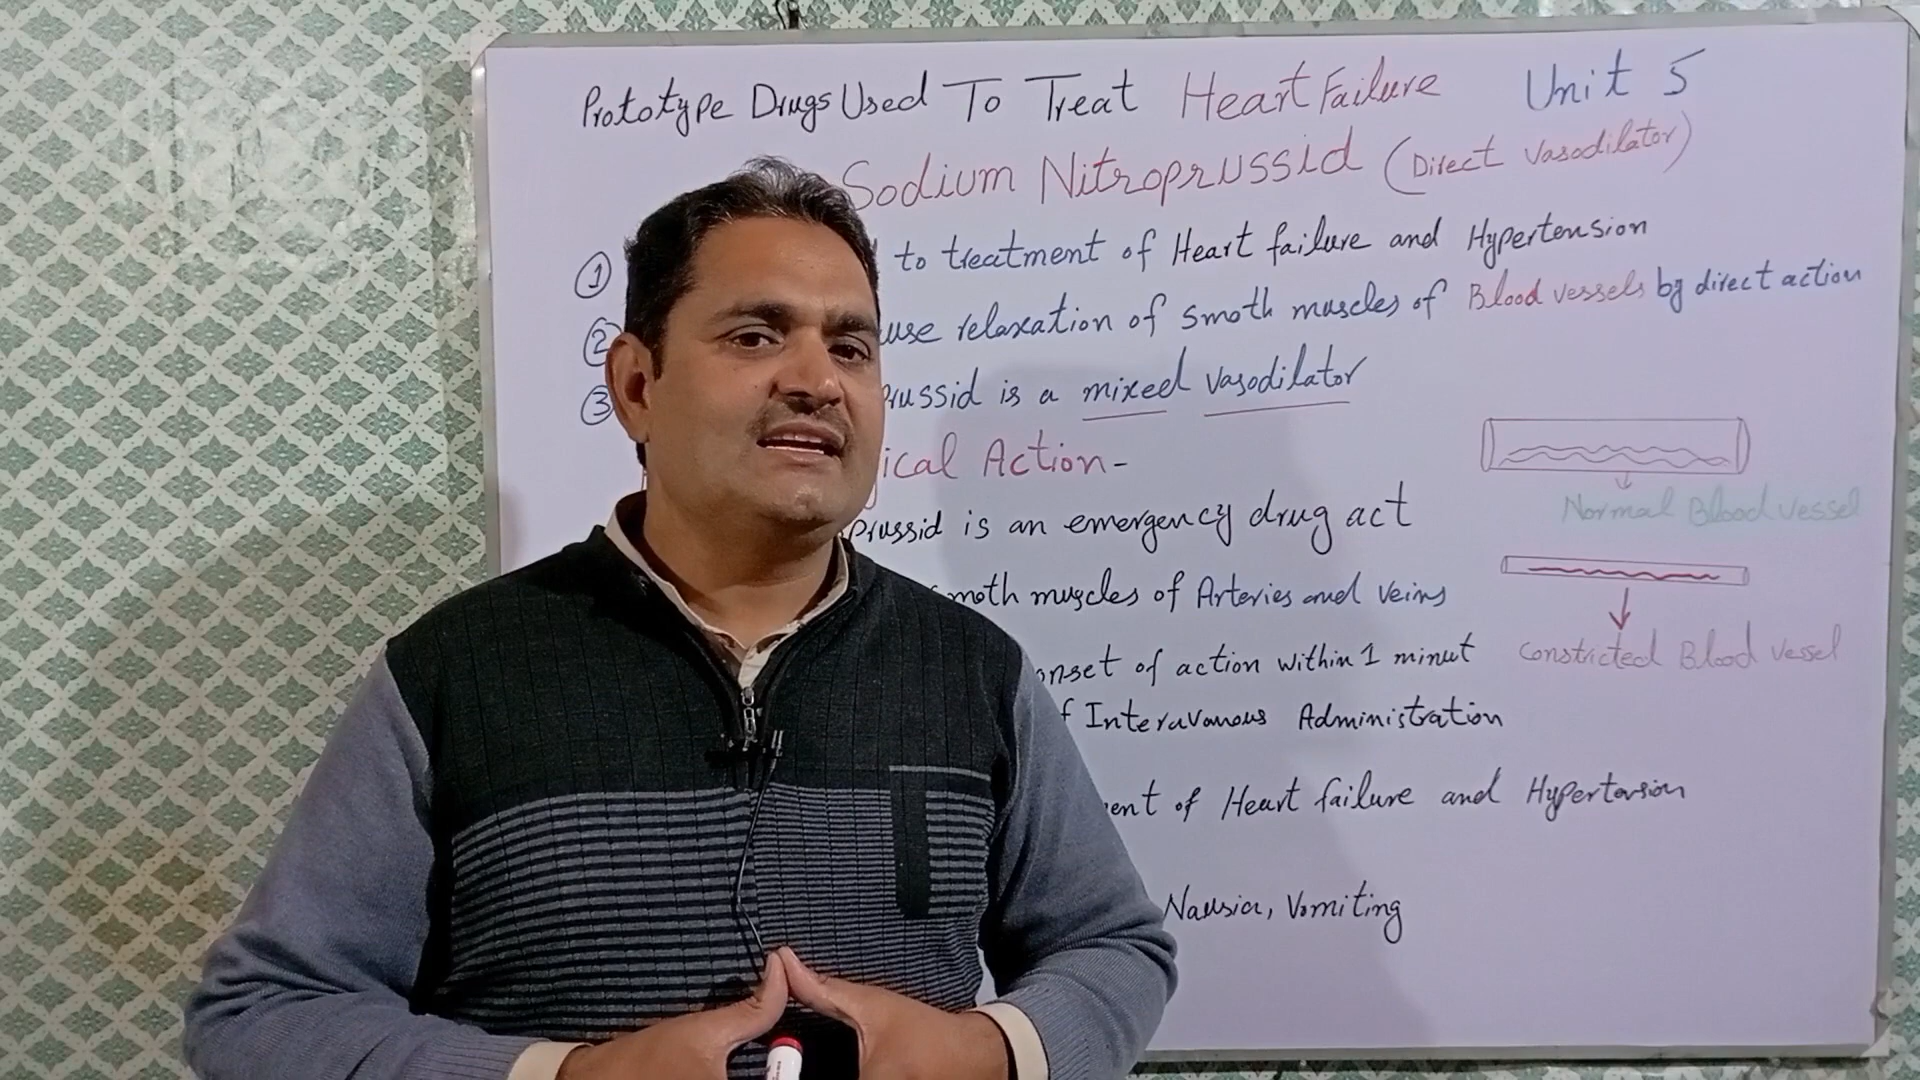 Prototype Drugs Used To Treat Heart Failure Unit 5
Sodium Nitroprussid (Direct Vasodilator)
① to treatment of Heart failure and Hypertension
② use relaxation of smoth muscles of Blood vessels by direct action
③ russid is a mixed vasodilator
ical Action-
prussid is an emergency drug act
moth muscles of Arteries and veins
onset of action within 1 minut
f Interavanous Administration
ent of Heart failure and Hypertension
Nausia, Vomiting
Normal Blood vessel
Constricted Blood vessel